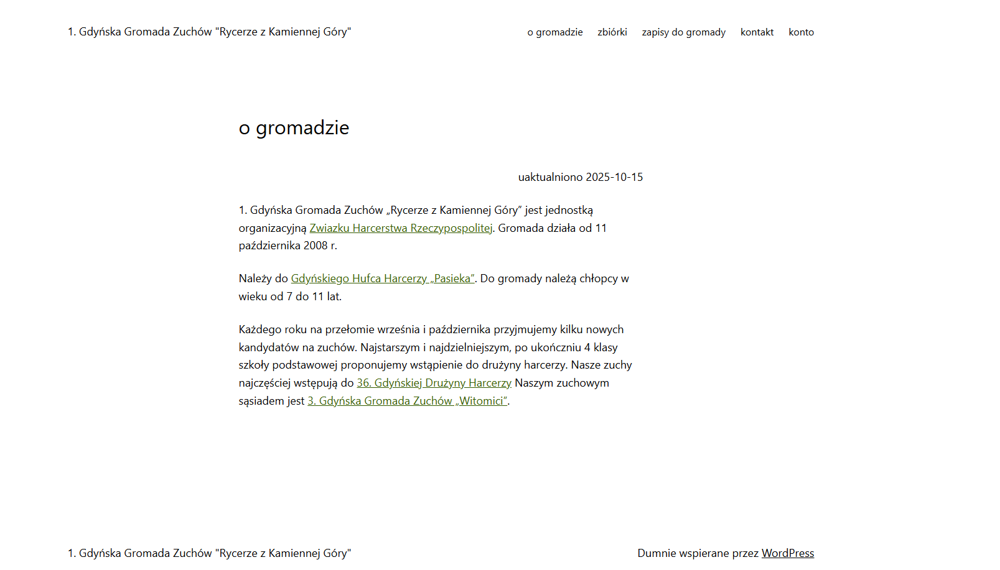 1. Gdyńska Gromada Zuchów "Rycerze z Kamiennej Góry"
o gromadzie zbiórki zapisy do gromady kontakt konto
o gromadzie
uaktualniono 2025-10-15
1. Gdyńska Gromada Zuchów „Rycerze z Kamiennej Góry” jest jednostką
organizacyjną Zwiazku Harcerstwa Rzeczypospolitej. Gromada działa od 11
października 2008 r.
Należy do Gdyńskiego Hufca Harcerzy „Pasieka”. Do gromady należą chłopcy w
wieku od 7 do 11 lat.
Każdego roku na przełomie września i października przyjmujemy kilku nowych
kandydatów na zuchów. Najstarszym i najdzielniejszym, po ukończniu 4 klasy
szkoły podstawowej proponujemy wstąpienie do drużyny harcerzy. Nasze zuchy
najczęściej wstępują do 36. Gdyńskiej Drużyny Harcerzy Naszym zuchowym
sąsiadem jest 3. Gdyńska Gromada Zuchów „Witomici”.
1. Gdyńska Gromada Zuchów "Rycerze z Kamiennej Góry"
Dumnie wspierane przez WordPress